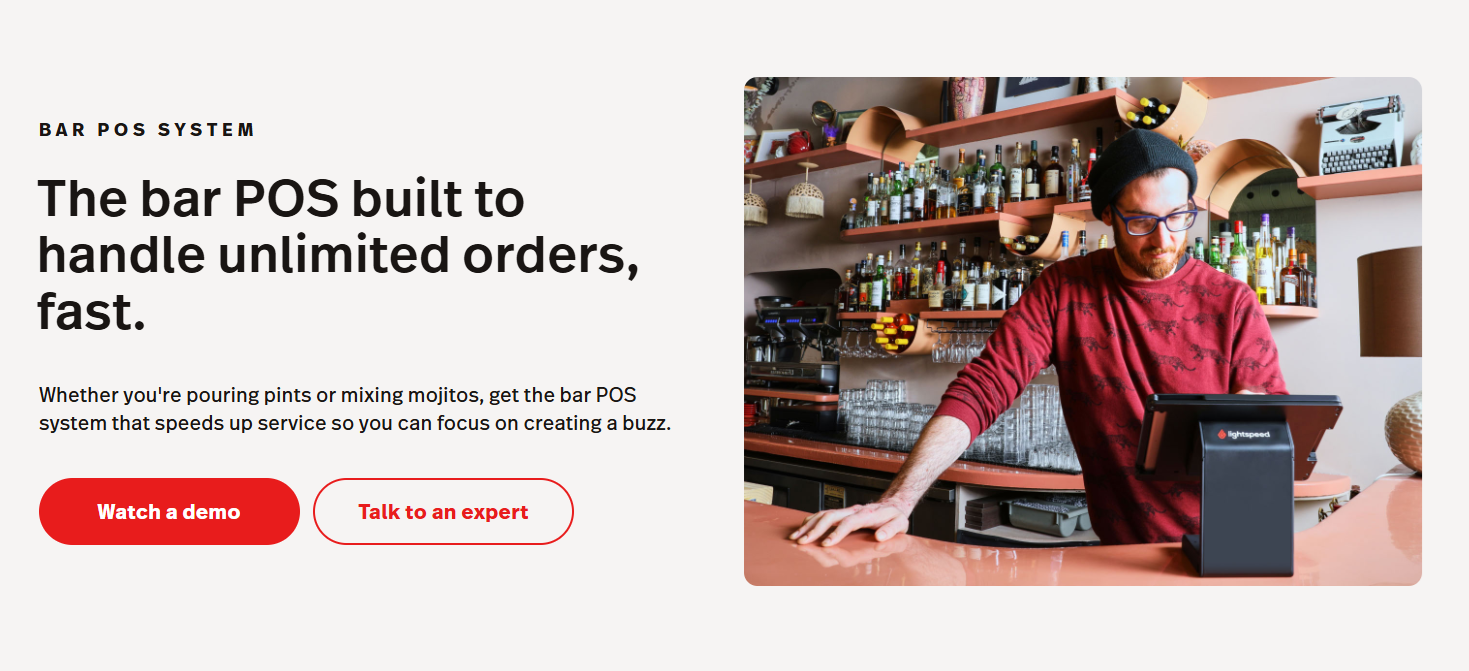 BAR POS SYSTEM
The bar POS built to
handle unlimited orders,
fast.
Whether you're pouring pints or mixing mojitos, get the bar POS
system that speeds up service so you can focus on creating a buzz.
Watch a demo
Talk to an expert
lightspeed